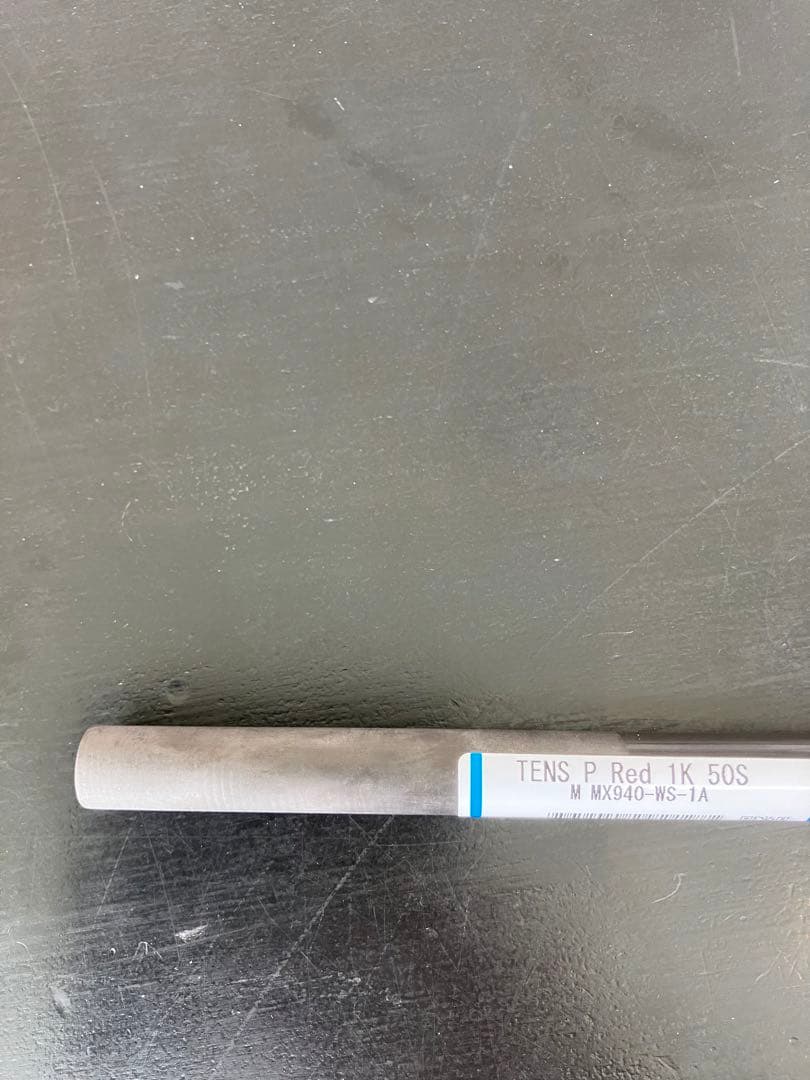 TENS P Red 1K 50S
M MX940-WS-1A